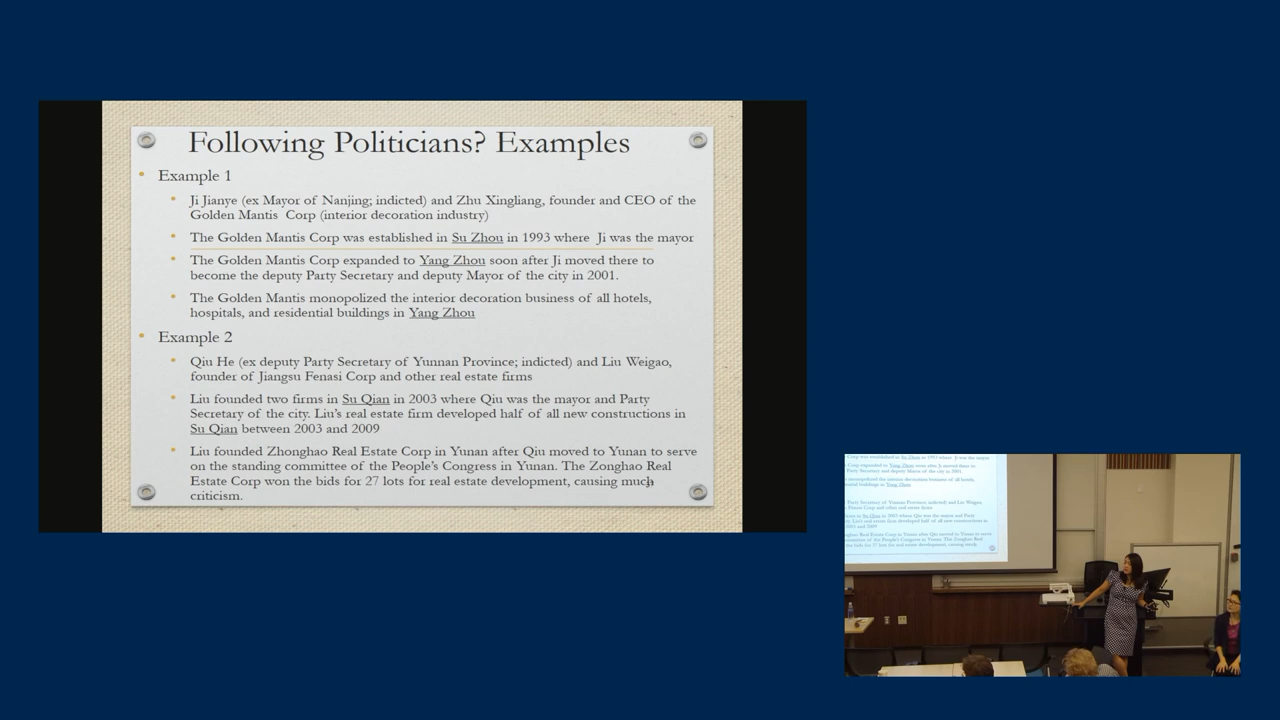 Following Politicians? Examples
• Example 1
• Ji Jianye (ex Mayor of Nanjing; indicted) and Zhu Xingliang, founder and CEO of the
Golden Mantis Corp (interior decoration industry)
• The Golden Mantis Corp was established in Su Zhou in 1993 where Ji was the mayor
• The Golden Mantis Corp expanded to Yang Zhou soon after Ji moved there to
become the deputy Party Secretary and deputy Mayor of the city in 2001.
• The Golden Mantis monopolized the interior decoration business of all hotels,
hospitals, and residential buildings in Yang Zhou
• Example 2
• Qiu He (ex deputy Party Secretary of Yunnan Province; indicted) and Liu Weigao,
founder of Jiangsu Fenasi Corp and other real estate firms
• Liu founded two firms in Su Qian in 2003 where Qiu was the mayor and Party
Secretary of the city. Liu's real estate firm developed half of all new constructions in
Su Qian between 2003 and 2009
• Liu founded Zhonghao Real Estate Corp in Yunan after Qiu moved to Yunan to serve
on the standing committee of the People's Congress in Yunan. The Zonghao Real
Estate Corp won the bids for 27 lots for real estate development, causing much
criticism.